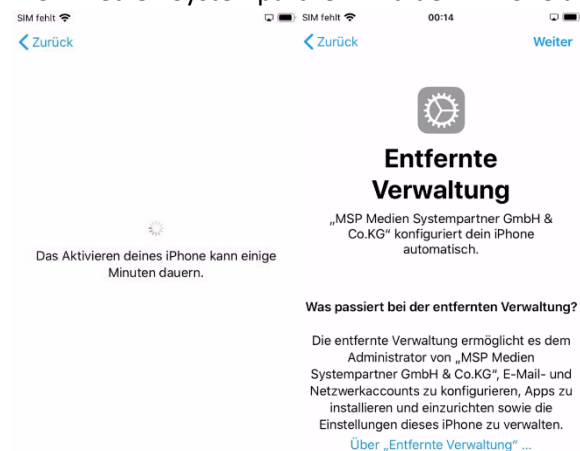 SIM fehlt
Zurück
Das Aktivieren deines iPhone kann einige
Minuten dauern.
SIM fehlt 00:14
Zurück Weiter
Entfernte
Verwaltung
„MSP Medien Systempartner GmbH &
Co.KG“ konfiguriert dein iPhone
automatisch.
Was passiert bei der entfernten Verwaltung?
Die entfernte Verwaltung ermöglicht es dem
Administrator von „MSP Medien
Systempartner GmbH & Co.KG“, E-Mail- und
Netzwerkaccounts zu konfigurieren, Apps zu
installieren und einzurichten sowie die
Einstellungen dieses iPhone zu verwalten.
Über „Entfernte Verwaltung“ ...